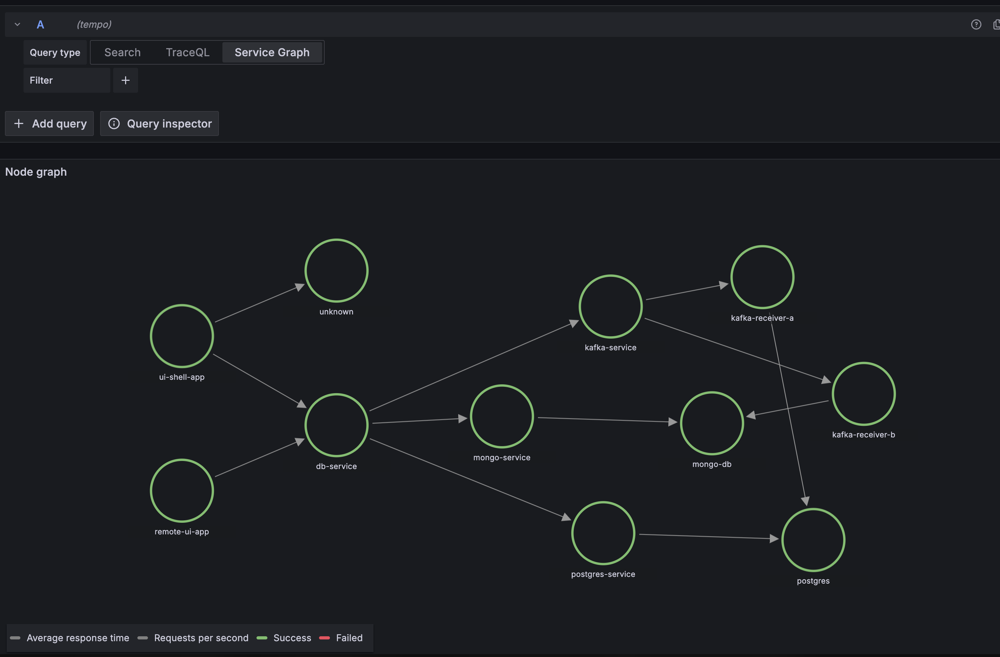 A (tempo)
Query type Search TraceQL Service Graph
Filter +
+ Add query Query inspector
Node graph
unknown
kafka-receiver-a
kafka-service
ui-shell-app
kafka-receiver-b
mongo-service
mongo-db
db-service
remote-ui-app
postgres-service
postgres
Average response time Requests per second Success Failed